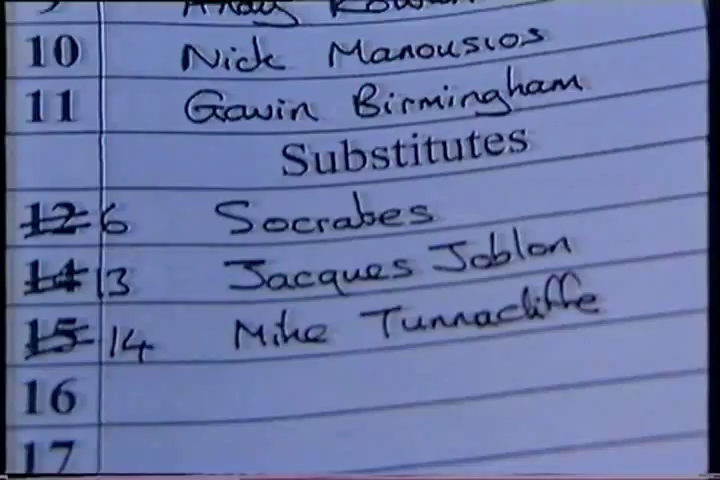 10 Nick Manousios
11 Gavin Birmingham
Substitutes
12 6 Socrates
14 13 Jacques Joblon
15 14 Mike Tunnacliffe
16
17